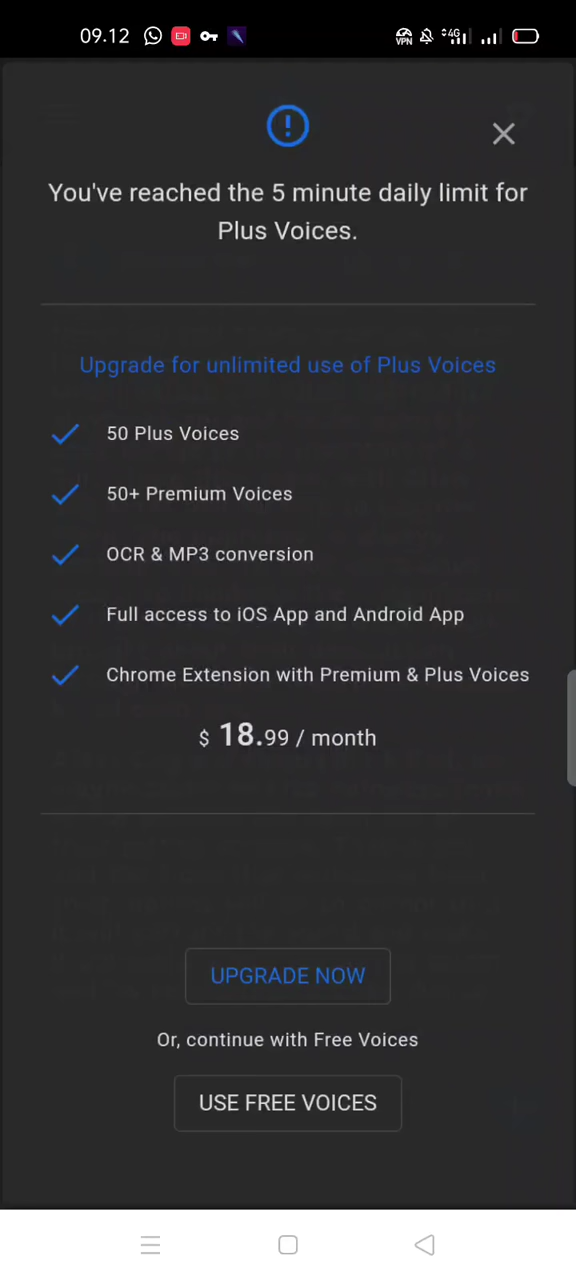 09.12
VPN 4G
You've reached the 5 minute daily limit for
Plus Voices.
Upgrade for unlimited use of Plus Voices
50 Plus Voices
50+ Premium Voices
OCR & MP3 conversion
Full access to iOS App and Android App
Chrome Extension with Premium & Plus Voices
$ 18.99 / month
UPGRADE NOW
Or, continue with Free Voices
USE FREE VOICES